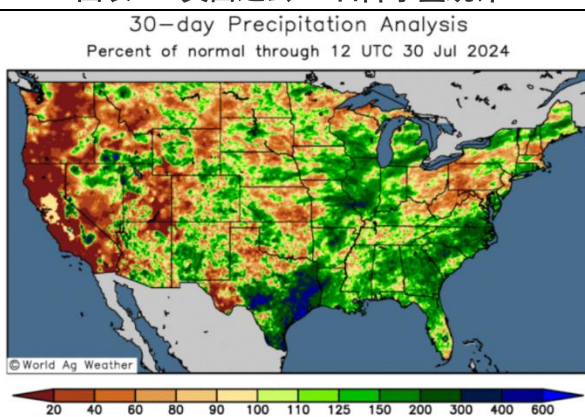 30-day Precipitation Analysis
Percent of normal through 12 UTC 30 Jul 2024
©World Ag Weather
20 40 60 80 90 100 110 125 150 200 300 400 600